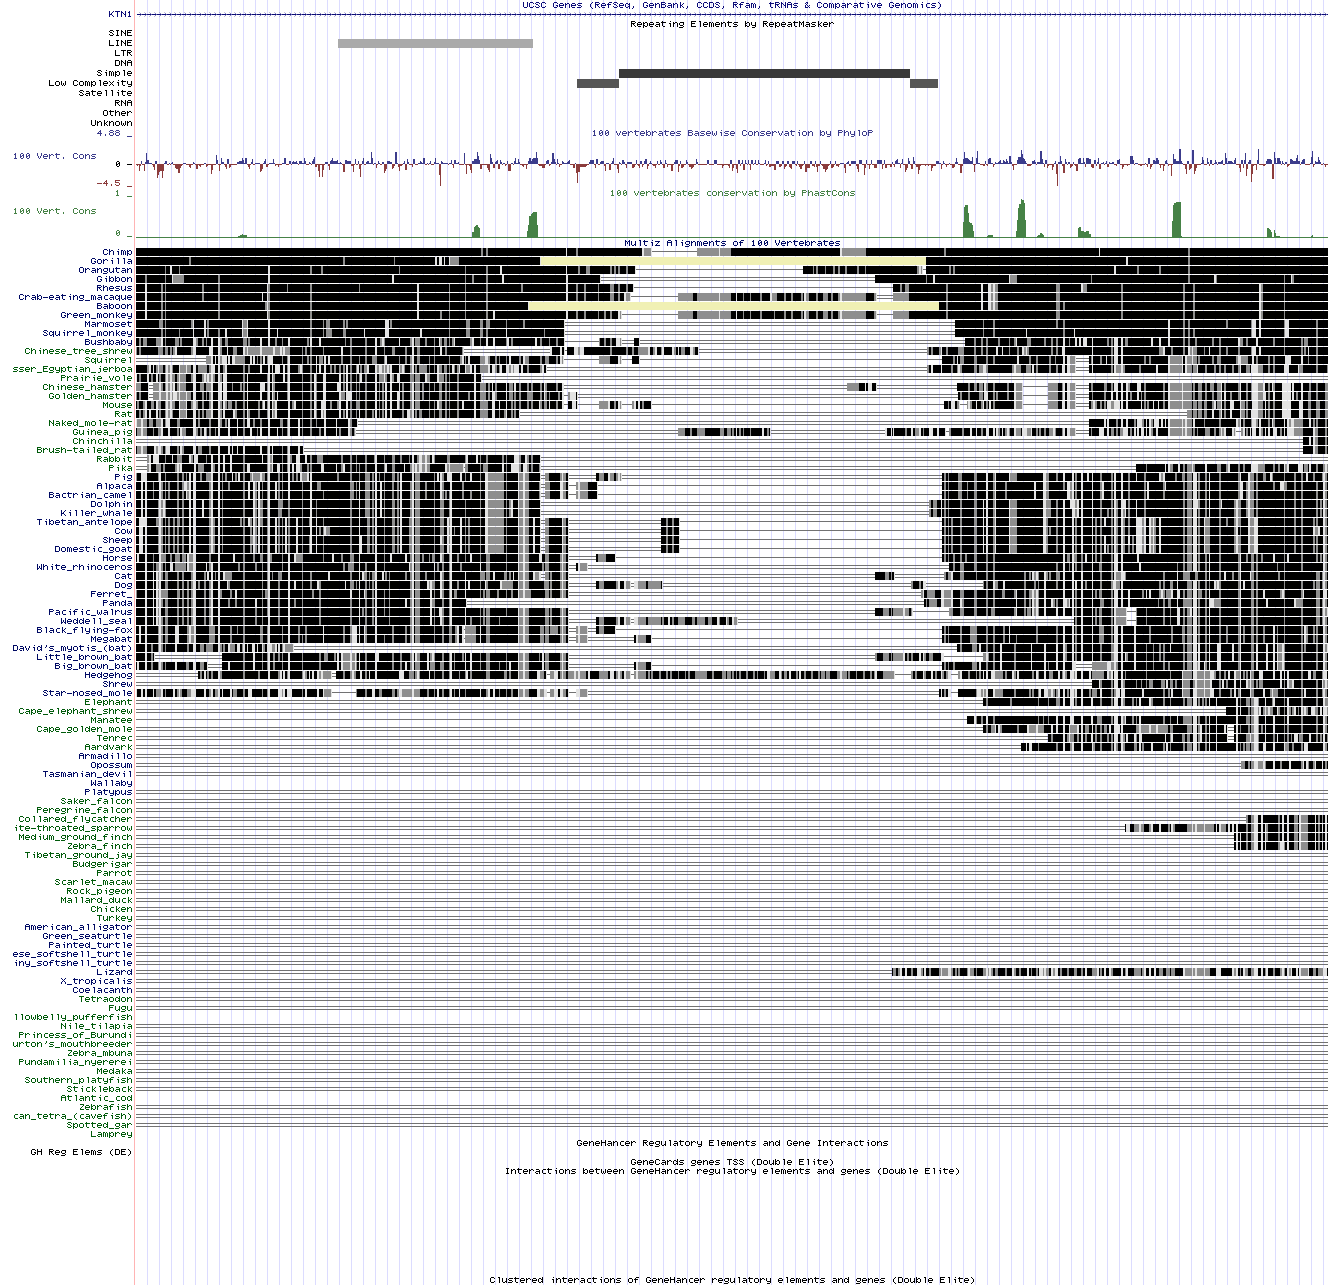 UCSC Genes (RefSeq, GenBank, CCDS, Rfam, tRNAs & Comparative Genomics)
KTN1
Repeating Elements by RepeatMasker
SINE
LINE
LTR
DNA
Simple
Low Complexity
Satellite
RNA
Other
Unknown
4.88 _
100 vertebrates Basewise Conservation by PhyloP
100 Vert. Cons
0 _
-4.5 _
1 _
100 vertebrates conservation by PhastCons
100 Vert. Cons
0 _
Multiz Alignments of 100 Vertebrates
Chimp
Gorilla
Orangutan
Gibbon
Rhesus
Crab-eating_macaque
Baboon
Green_monkey
Marmoset
Squirrel_monkey
Bushbaby
Chinese_tree_shrew
Squirrel
sser_Egyptian_jerboa
Prairie_vole
Chinese_hamster
Golden_hamster
Mouse
Rat
Naked_mole-rat
Guinea_pig
Chinchilla
Brush-tailed_rat
Rabbit
Pika
Pig
Alpaca
Bactrian_camel
Dolphin
Killer_whale
Tibetan_antelope
Cow
Sheep
Domestic_goat
Horse
White_rhinoceros
Cat
Dog
Ferret_
Panda
Pacific_walrus
Weddell_seal
Black_flying-fox
Megabat
David's_myotis_(bat)
Little_brown_bat
Big_brown_bat
Hedgehog
Shrew
Star-nosed_mole
Elephant
Cape_elephant_shrew
Manatee
Cape_golden_mole
Tenrec
Aardvark
Armadillo
Opossum
Tasmanian_devil
Wallaby
Platypus
Saker_falcon
Peregrine_falcon
Collared_flycatcher
ite-throated_sparrow
Medium_ground_finch
Zebra_finch
Tibetan_ground_jay
Budgerigar
Parrot
Scarlet_macaw
Rock_pigeon
Mallard_duck
Chicken
Turkey
American_alligator
Green_seaturtle
Painted_turtle
ese_softshell_turtle
iny_softshell_turtle
Lizard
X_tropicalis
Coelacanth
Tetraodon
Fugu
llowbelly_pufferfish
Nile_tilapia
Princess_of_Burundi
urton's_mouthbreeder
Zebra_mbuna
Pundamilia_nyererei
Medaka
Southern_platyfish
Stickleback
Atlantic_cod
Zebrafish
can_tetra_(cavefish)
Spotted_gar
Lamprey
GeneHancer Regulatory Elements and Gene Interactions
GH Reg Elems (DE)
GeneCards genes TSS (Double Elite)
Interactions between GeneHancer regulatory elements and genes (Double Elite)
Clustered interactions of GeneHancer regulatory elements and genes (Double Elite)